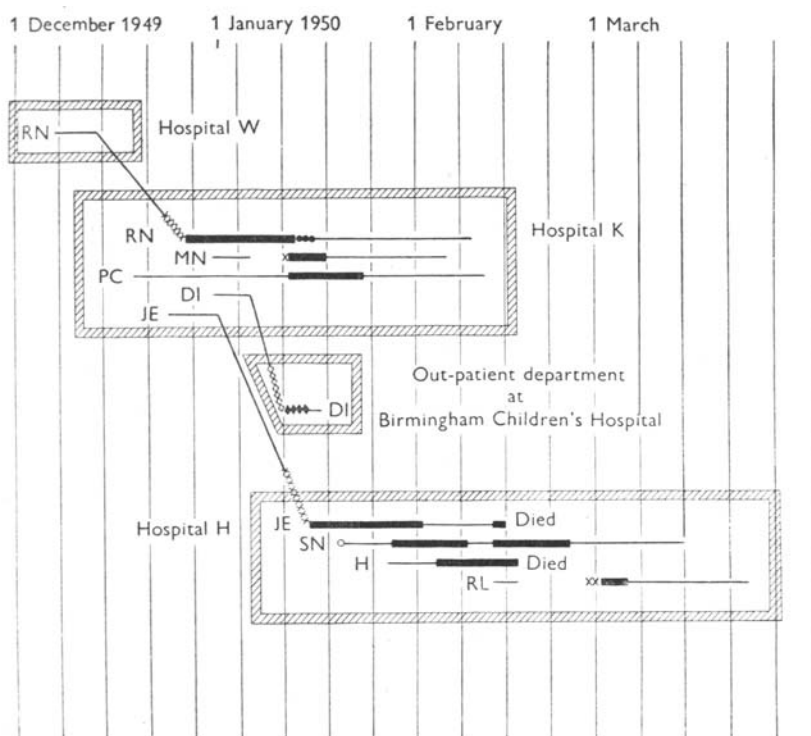 1 December 1949 1 January 1950 1 February 1 March
RN
Hospital W
RN
Hospital K
MN
PC
DI
JE
Out-patient department
at
DI
Birmingham Children's Hospital
JE
Died
Hospital H
SN
H
Died
RL